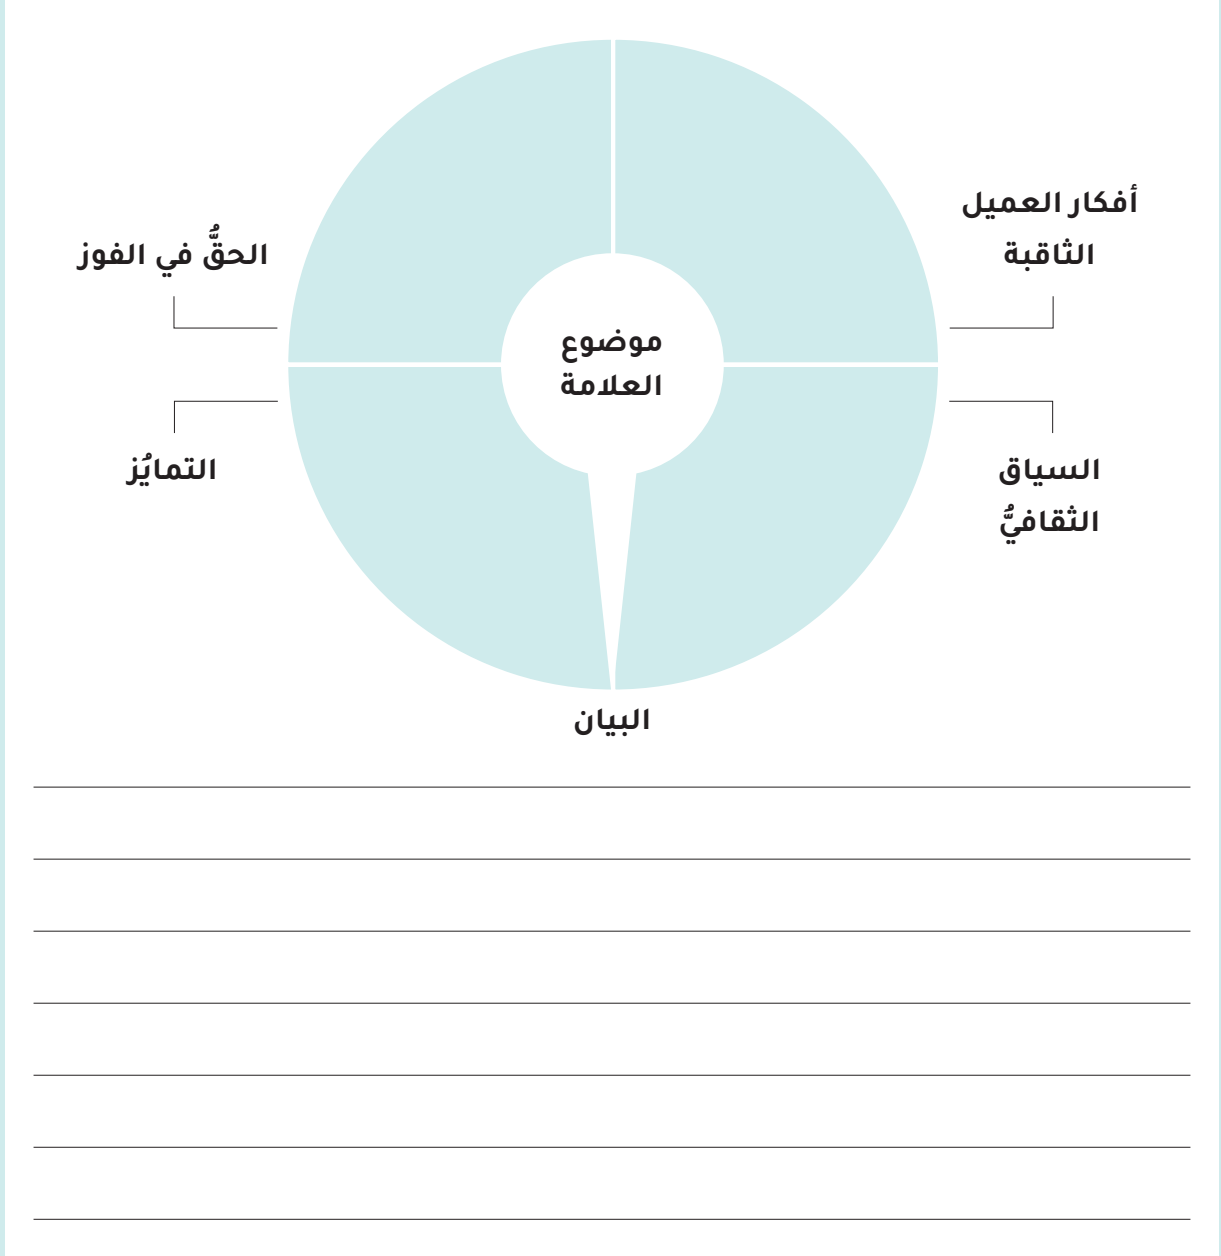 أفكار العميل
الثاقبة
الحقُّ في الفوز
موضوع
العلامة
السياق
الثقافيُّ
التمايُز
البيان